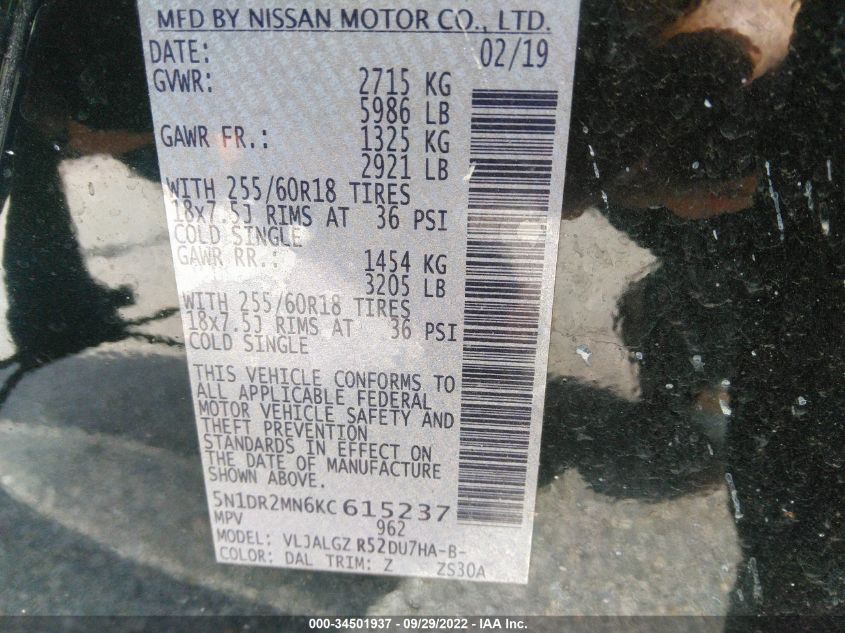 MFD BY NISSAN MOTOR CO., LTD.
DATE: 02/19
GVWR: 2715 KG
5986 LB
GAWR FR.: 1325 KG
2921 LB
WITH 255/60R18 TIRES
18x7.5J RIMS AT 36 PSI
COLD SINGLE
GAWR RR.: 1454 KG
3205 LB
WITH 255/60R18 TIRES
18x7.5J RIMS AT 36 PSI
COLD SINGLE
THIS VEHICLE CONFORMS TO
ALL APPLICABLE FEDERAL
MOTOR VEHICLE SAFETY AND
THEFT PREVENTION
STANDARDS IN EFFECT ON
THE DATE OF MANUFACTURE
SHOWN ABOVE.
5N1DR2MN6KC 615237
MPV 962
MODEL: VLJALGZ R52DU7HA-B-
COLOR: DAL TRIM: Z ZS30A
000-34501937 - 09/29/2022 - IAA Inc.